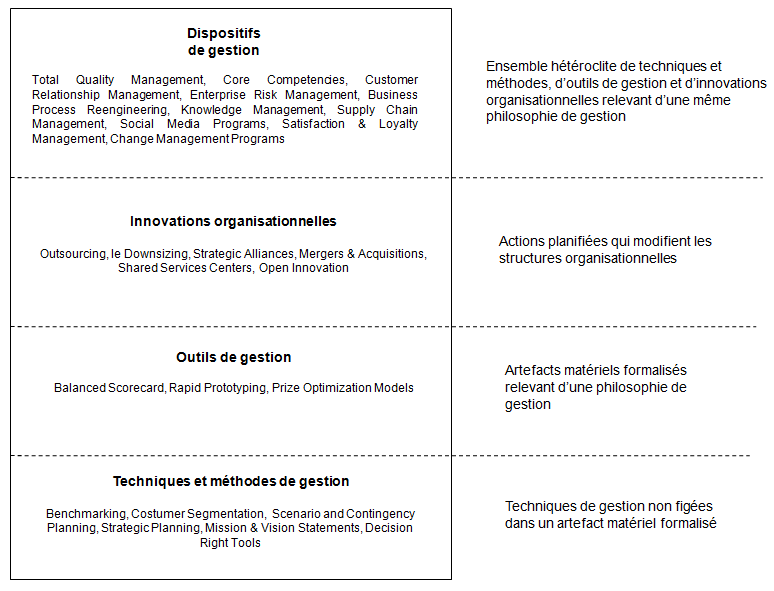 Dispositifs
de gestion
Total Quality Management, Core Competencies, Customer
Relationship Management, Enterprise Risk Management, Business
Process Reengineering, Knowledge Management, Supply Chain
Management, Social Media Programs, Satisfaction & Loyalty
Management, Change Management Programs
Ensemble hétéroclite de techniques et
méthodes, d'outils de gestion et d'innovations
organisationnelles relevant d'une même
philosophie de gestion
Innovations organisationnelles
Outsourcing, le Downsizing, Strategic Alliances, Mergers & Acquisitions,
Shared Services Centers, Open Innovation
Actions planifiées qui modifient les
structures organisationnelles
Outils de gestion
Balanced Scorecard, Rapid Prototyping, Prize Optimization Models
Artefacts matériels formalisés
relevant d'une philosophie de
gestion
Techniques et méthodes de gestion
Benchmarking, Costumer Segmentation, Scenario and Contingency
Planning, Strategic Planning, Mission & Vision Statements, Decision
Right Tools
Techniques de gestion non figées
dans un artefact matériel formalisé